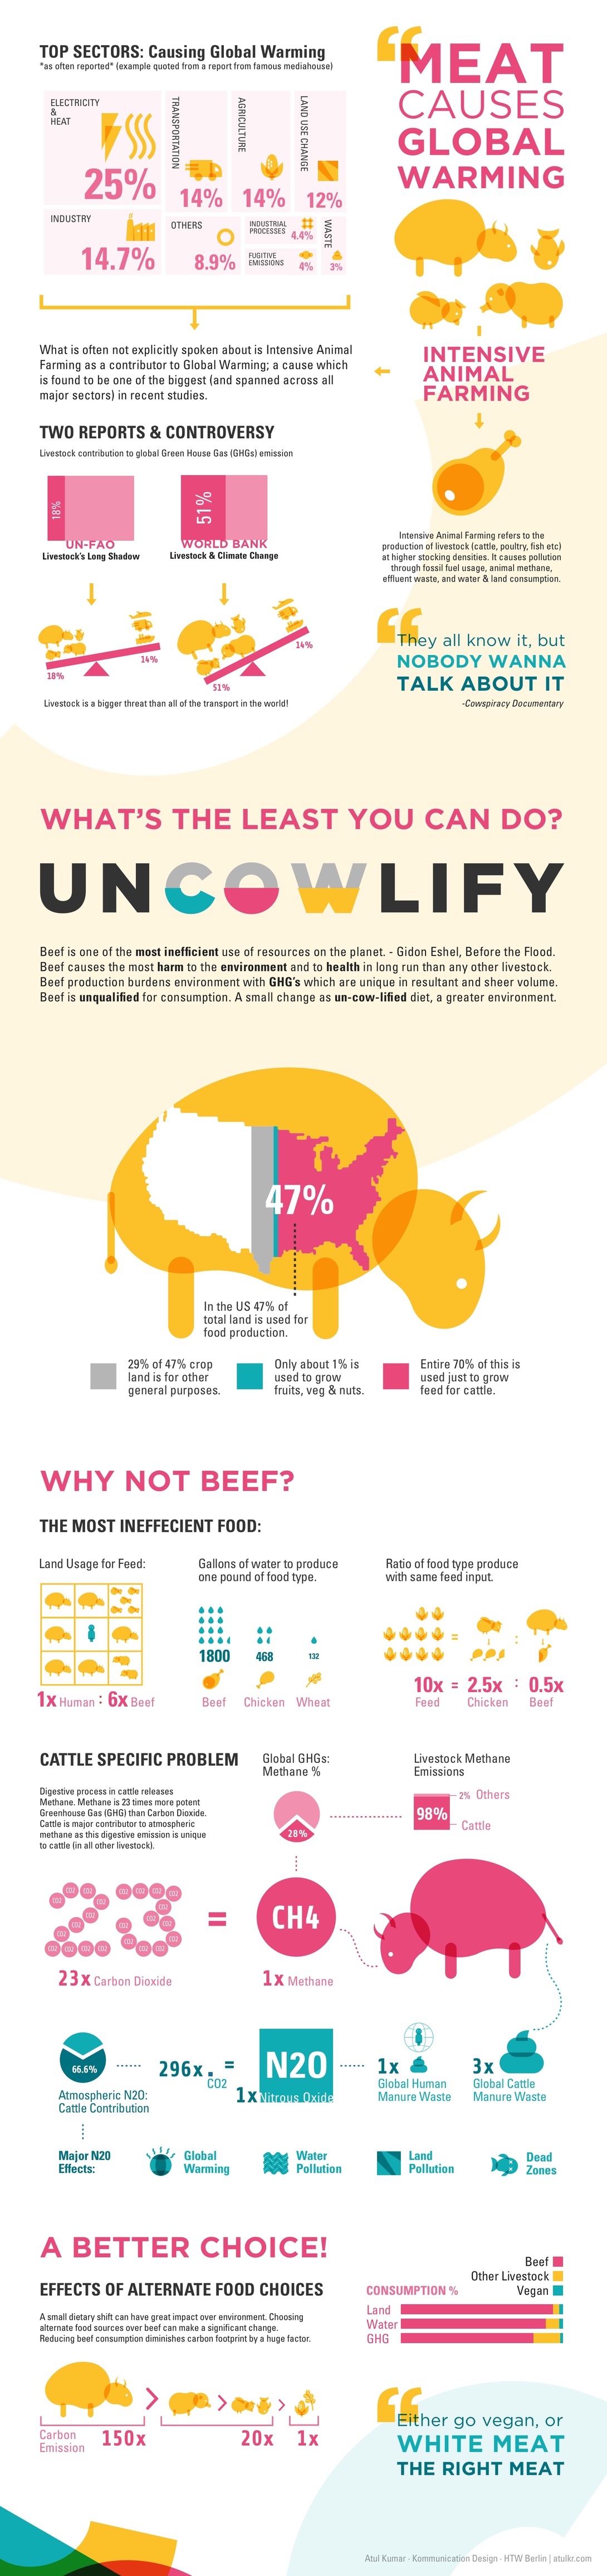 TOP SECTORS: Causing Global Warming
"as often reported" (example quoted from a report from famous mediahouse)
ELECTRICITY
&
HEAT
25%
TRANSPORTATION
14%
AGRICULTURE
14%
LAND USE CHANGE
12%
INDUSTRY
14.7%
OTHERS
8.9%
INDUSTRIAL
PROCESSES
4.4%
FUGITIVE
EMISSIONS
4%
WASTE
3%
MEAT
CAUSES
GLOBAL
WARMING
INTENSIVE
ANIMAL
FARMING
What is often not explicitly spoken about is Intensive Animal
Farming as a contributor to Global Warming; a cause which
is found to be one of the biggest (and spanned across all
major sectors) in recent studies.
Intensive Animal Farming refers to the
production of livestock (cattle, poultry, fish etc)
at higher stocking densities. It causes pollution
through fossil fuel usage, animal methane,
effluent waste, and water & land consumption.
TWO REPORTS & CONTROVERSY
Livestock contribution to global Green House Gas (GHGs) emission
18%
UN-FAO
Livestock's Long Shadow
51%
WORLD BANK
Livestock & Climate Change
18%
14%
51%
14%
Livestock is a bigger threat than all of the transport in the world!
They all know it, but
NOBODY WANNA
TALK ABOUT IT
-Cowspiracy Documentary
WHAT'S THE LEAST YOU CAN DO?
UNCOWLIFY
Beef is one of the most inefficient use of resources on the planet. - Gidon Eshel, Before the Flood.
Beef causes the most harm to the environment and to health in long run than any other livestock.
Beef production burdens environment with GHG's which are unique in resultant and sheer volume.
Beef is unqualified for consumption. A small change as un-cow-lified diet, a greater environment.
47%
In the US 47% of
total land is used for
food production.
29% of 47% crop
land is for other
general purposes.
Only about 1% is
used to grow
fruits, veg & nuts.
Entire 70% of this is
used just to grow
feed for cattle.
WHY NOT BEEF?
THE MOST INEFFECIENT FOOD:
Land Usage for Feed:
1x Human : 6x Beef
Gallons of water to produce
one pound of food type.
1800
468
132
Beef
Chicken
Wheat
Ratio of food type produce
with same feed input.
=
:
10x = 2.5x : 0.5x
Feed
Chicken
Beef
CATTLE SPECIFIC PROBLEM
Digestive process in cattle releases
Methane. Methane is 23 times more potent
Greenhouse Gas (GHG) than Carbon Dioxide.
Cattle is major contributor to atmospheric
methane as this digestive emission is unique
to cattle (in all other livestock).
Global GHGs:
Methane %
28%
Livestock Methane
Emissions
2% Others
98%
Cattle
CO2 CO2 CO2 CO2 CO2 CO2 CO2 CO2 CO2 CO2 CO2 CO2 CO2 CO2 CO2 CO2 CO2 CO2 CO2 CO2 CO2 CO2 CO2
=
CH4
23x Carbon Dioxide
1x Methane
66.6%
Atmospheric N2O:
Cattle Contribution
296x
CO2
=
N2O
1x Nitrous Oxide
1x
Global Human
Manure Waste
3x
Global Cattle
Manure Waste
Major N20
Effects:
Global
Warming
Water
Pollution
Land
Pollution
Dead
Zones
A BETTER CHOICE!
EFFECTS OF ALTERNATE FOOD CHOICES
A small dietary shift can have great impact over environment. Choosing
alternate food sources over beef can make a significant change.
Reducing beef consumption diminishes carbon footprint by a huge factor.
Beef
Other Livestock
CONSUMPTION %
Vegan
Land
Water
GHG
Carbon
Emission
150x
20x
1x
Either go vegan, or
WHITE MEAT
THE RIGHT MEAT
Atul Kumar - Kommunication Design - HTW Berlin | atulkr.com